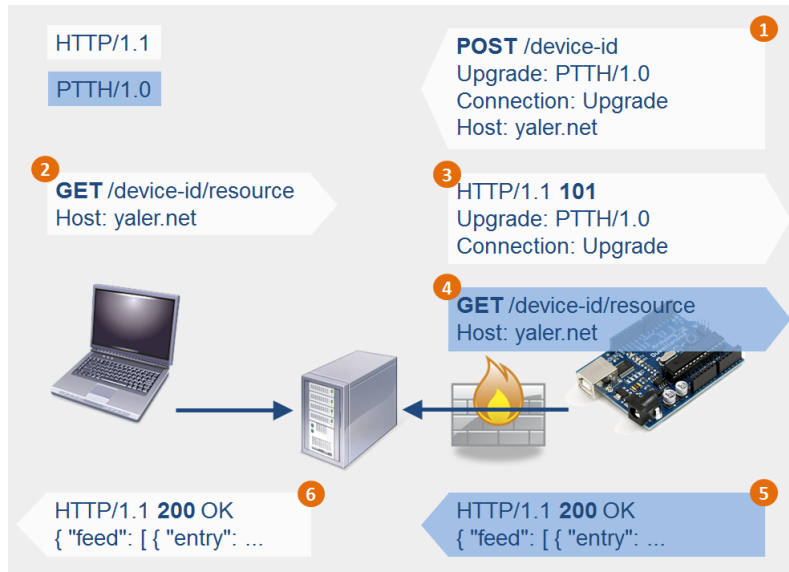 HTTP/1.1
PTTH/1.0
1
POST /device-id
Upgrade: PTTH/1.0
Connection: Upgrade
Host: yaler.net
2
GET /device-id/resource
Host: yaler.net
3
HTTP/1.1 101
Upgrade: PTTH/1.0
Connection: Upgrade
4
GET /device-id/resource
Host: yaler.net
6
HTTP/1.1 200 OK
{ "feed": [ { "entry": ...
5
HTTP/1.1 200 OK
{ "feed": [ { "entry": ...